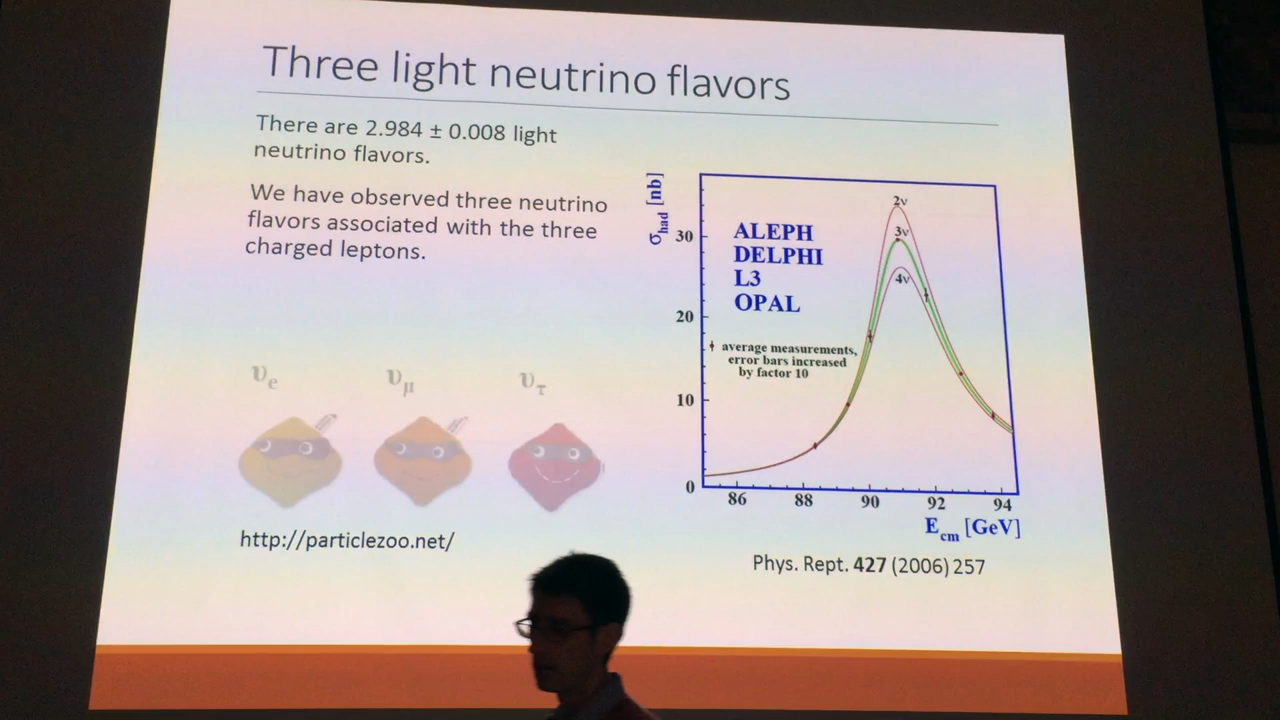 Three light neutrino flavors
There are 2.984 ± 0.008 light
neutrino flavors.
We have observed three neutrino
flavors associated with the three
charged leptons.
υe
υμ
υτ
http://particlezoo.net/
σhad [nb]
30
20
10
0
ALEPH
DELPHI
L3
OPAL
2ν
3ν
4ν
average measurements,
error bars increased
by factor 10
86 88 90 92 94
Ecm [GeV]
Phys. Rept. 427 (2006) 257